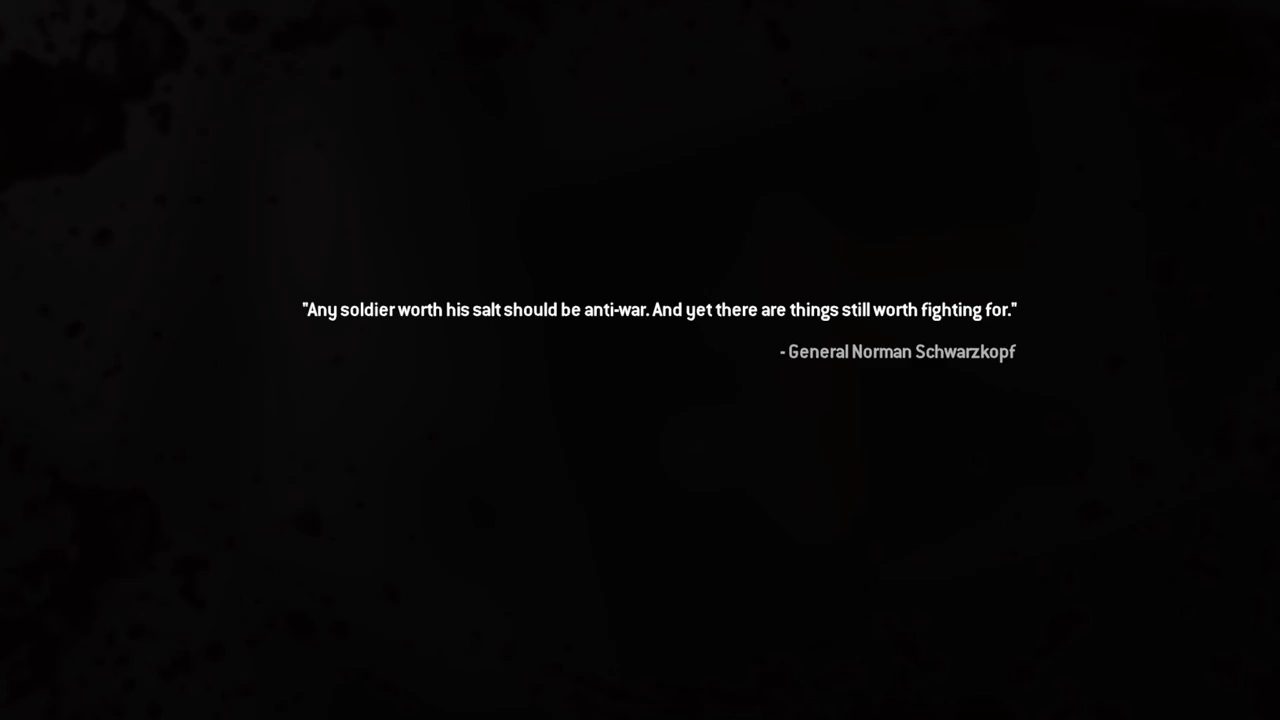 "Any soldier worth his salt should be anti-war. And yet there are things still worth fighting for."
- General Norman Schwarzkopf